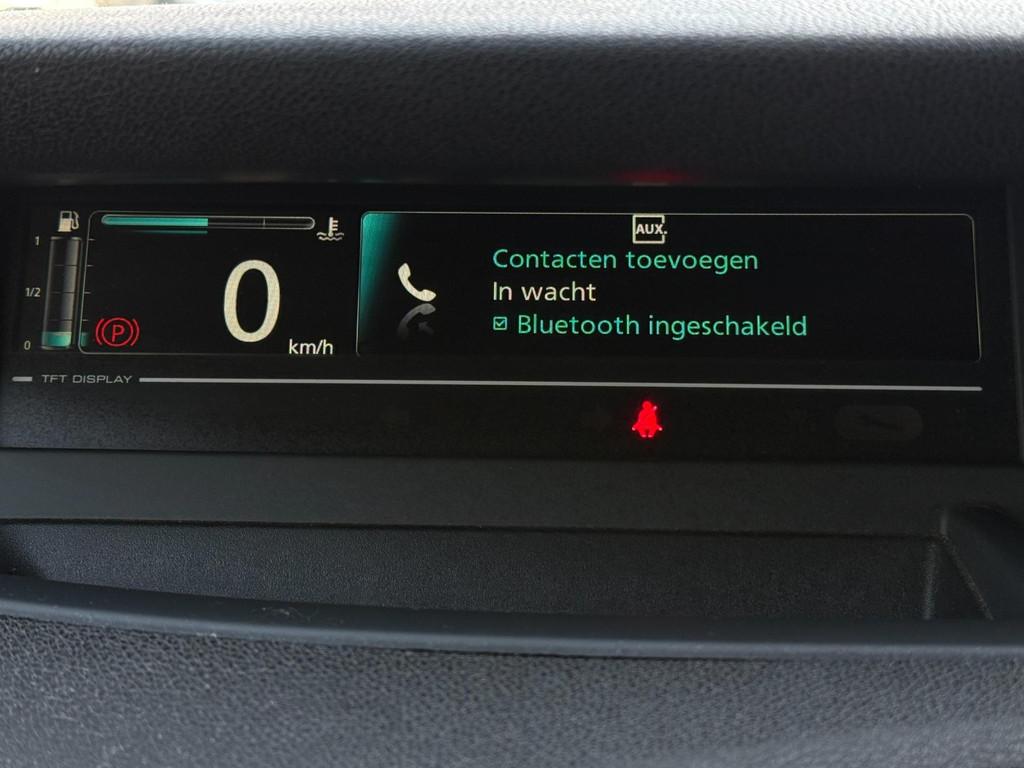 1
1/2
0
P
0
km/h
AUX.
Contacten toevoegen
In wacht
Bluetooth ingeschakeld
TFT DISPLAY